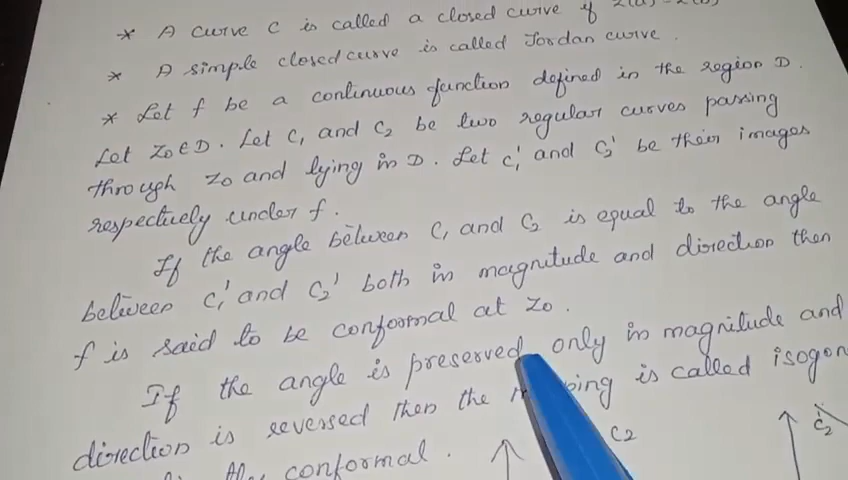 * A curve C is called a closed curve if
* A simple closed curve is called Jordan curve.
* Let f be a continuous function defined in the region D.
Let Z0 ∈ D. Let C1 and C2 be two regular curves passing
through Z0 and lying in D. Let C1' and C2' be their images
respectively under f.
If the angle between C1 and C2 is equal to the angle
between C1' and C2' both in magnitude and direction then
f is said to be conformal at Z0.
If the angle is preserved only in magnitude and
direction is reversed then the is called isogon
conformal.
C2
C2'